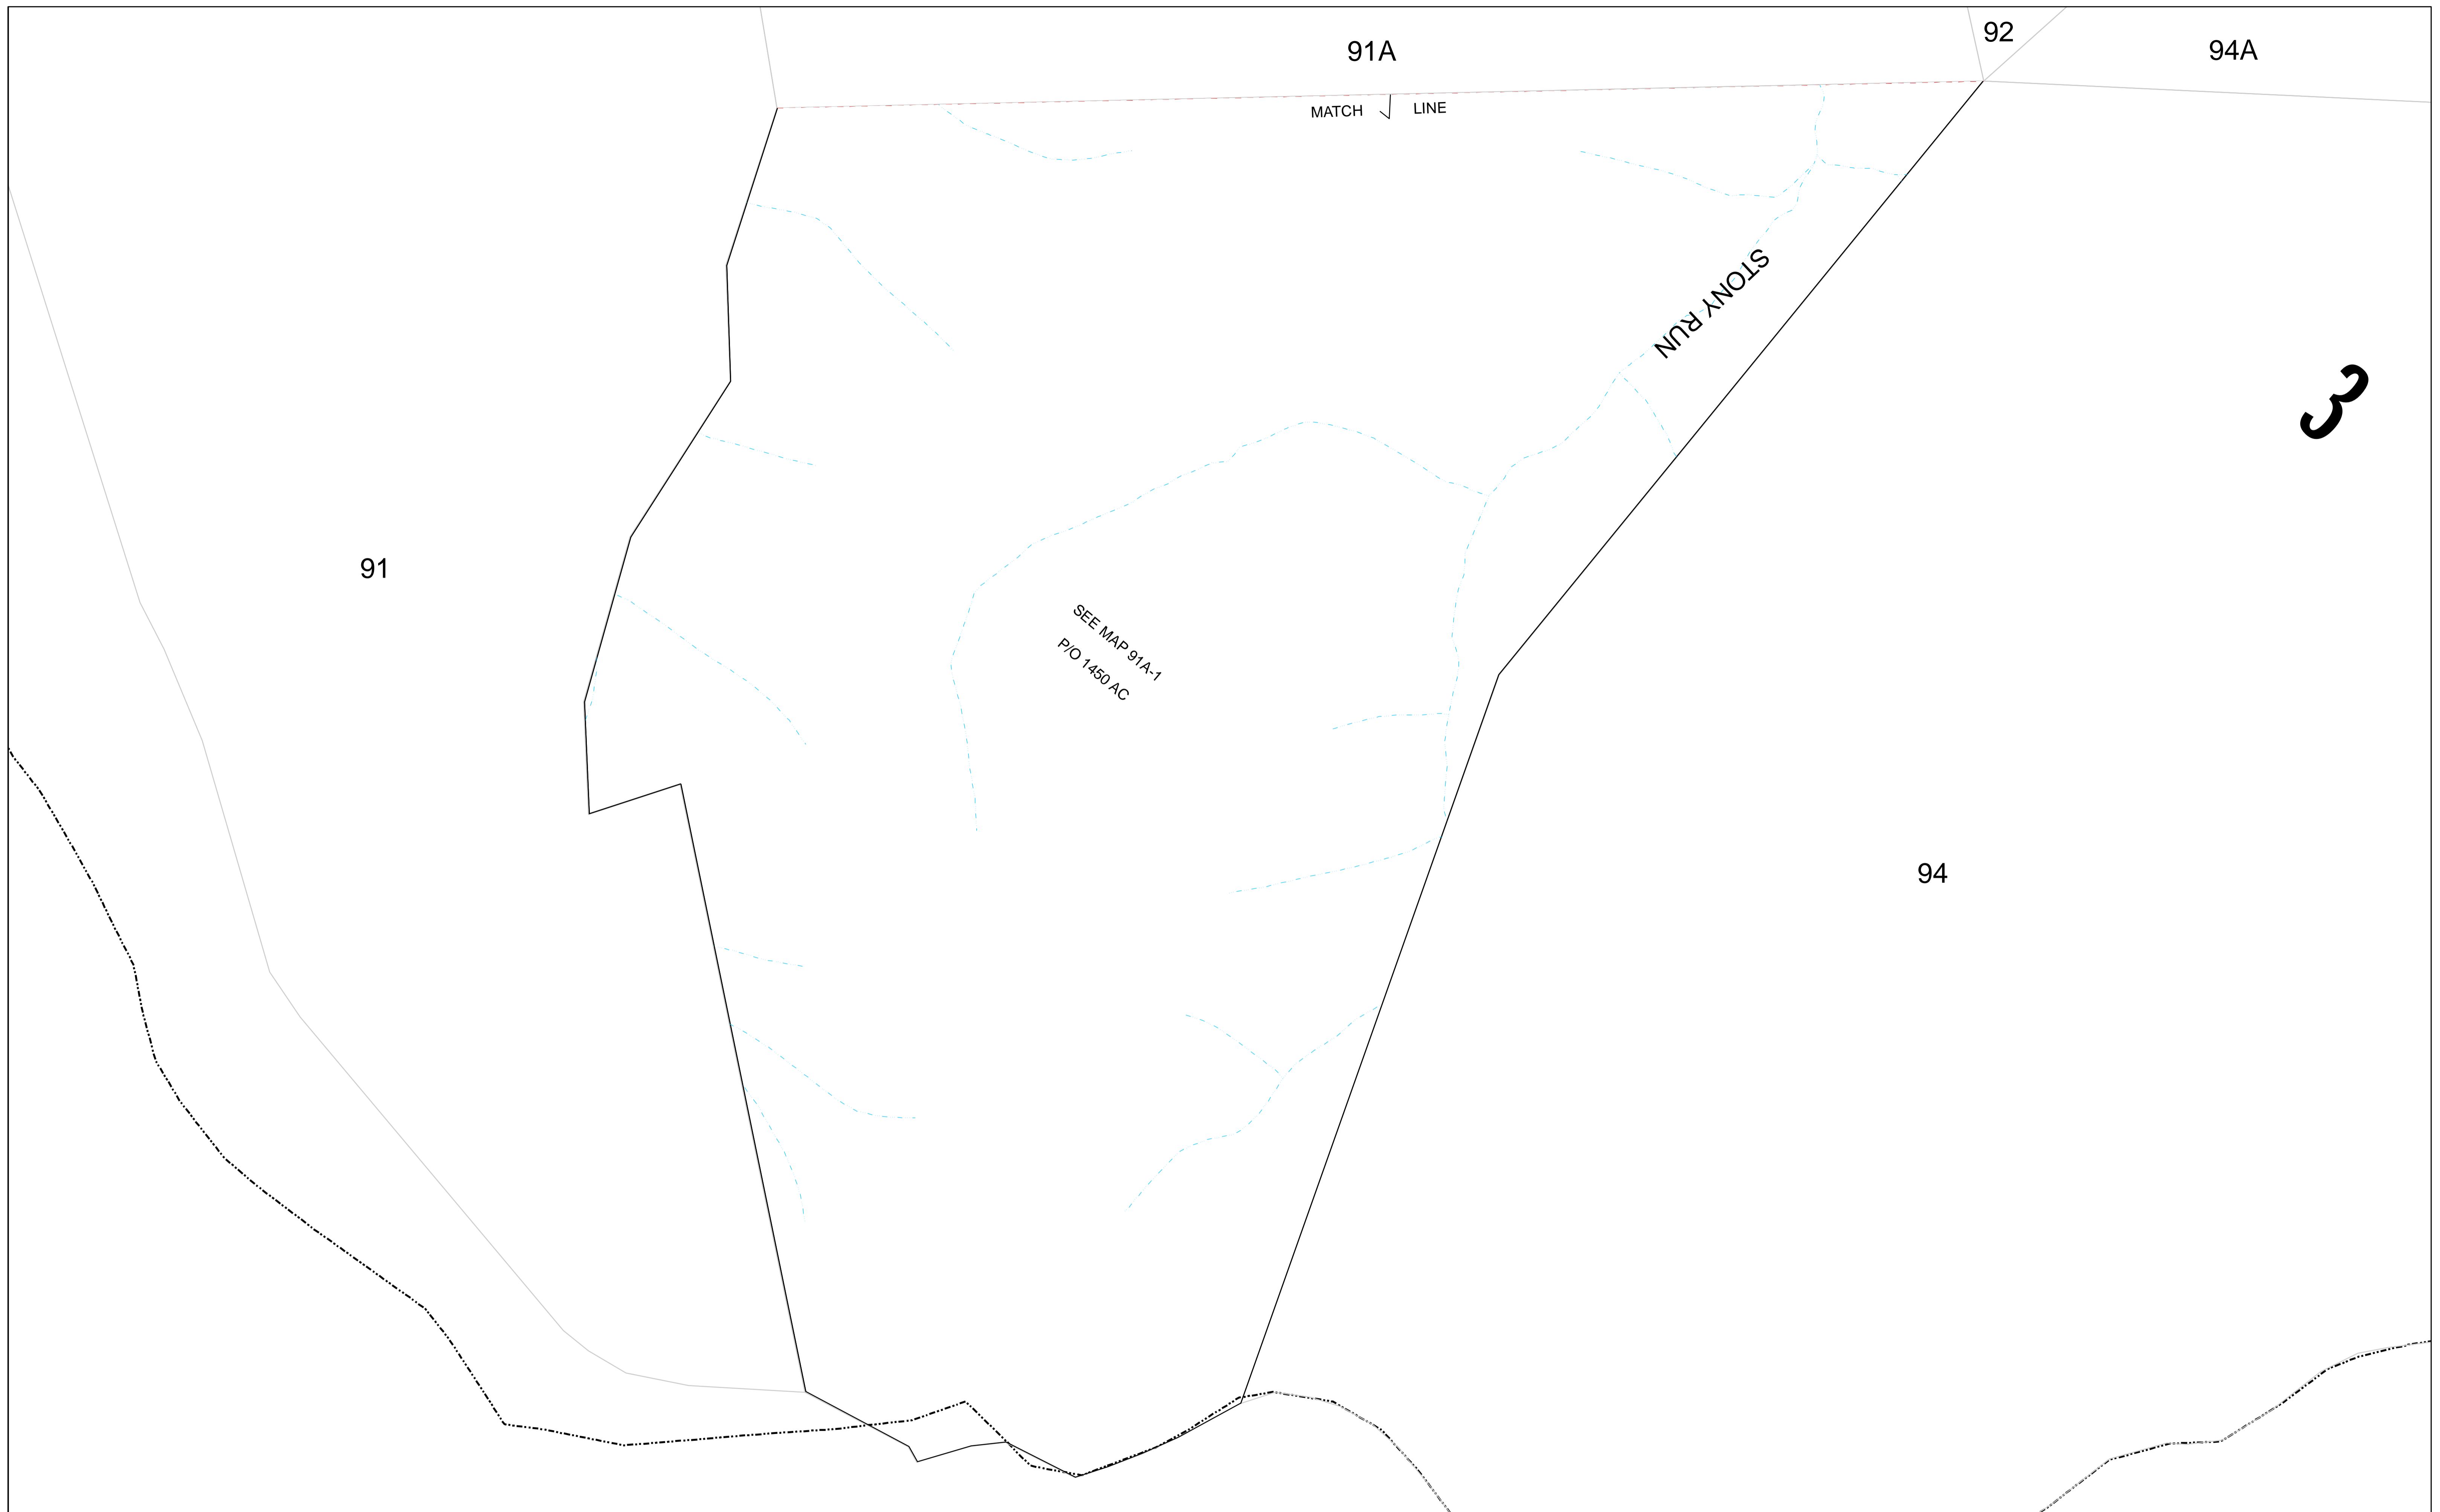 91A
92
94A
MATCH LINE
STONY RUN
3
91
SEE MAP 91A-1
P/O 1450 AC
94